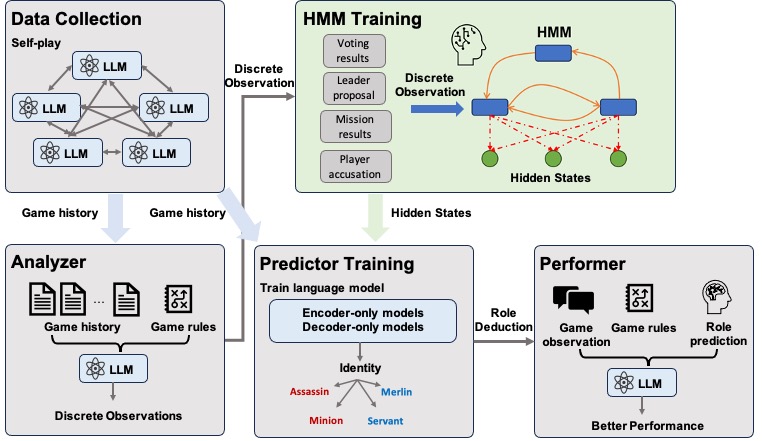 Data Collection
Self-play
LLM
LLM
LLM
LLM
LLM
Discrete
Observation
HMM Training
Voting
results
Leader
proposal
Mission
results
Player
accusation
Discrete
Observation
HMM
Hidden States
Game history
Game history
Hidden States
Analyzer
...
Game history
Game rules
LLM
Discrete Observations
Predictor Training
Train language model
Encoder-only models
Decoder-only models
Identity
Assassin
Merlin
Minion
Servant
Role
Deduction
Performer
Game
observation
Game rules
Role
prediction
LLM
Better Performance